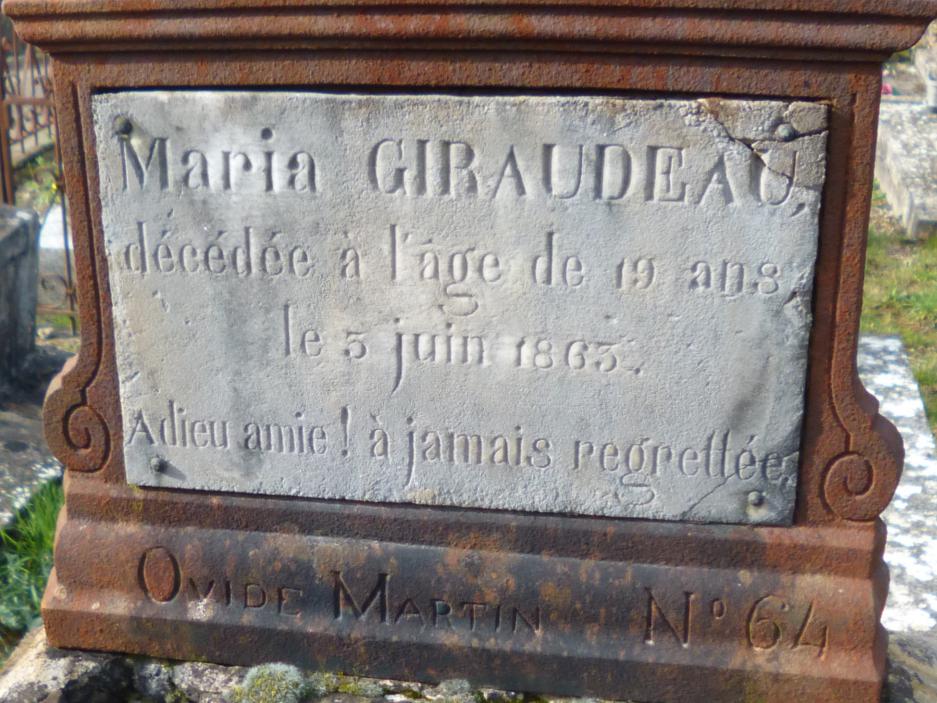 Maria GIRAUDEAU,
décédée à l'âge de 19 ans
le 5 juin 1863.
Adieu amie ! à jamais regrettée.
OVIDE MARTIN N° 64